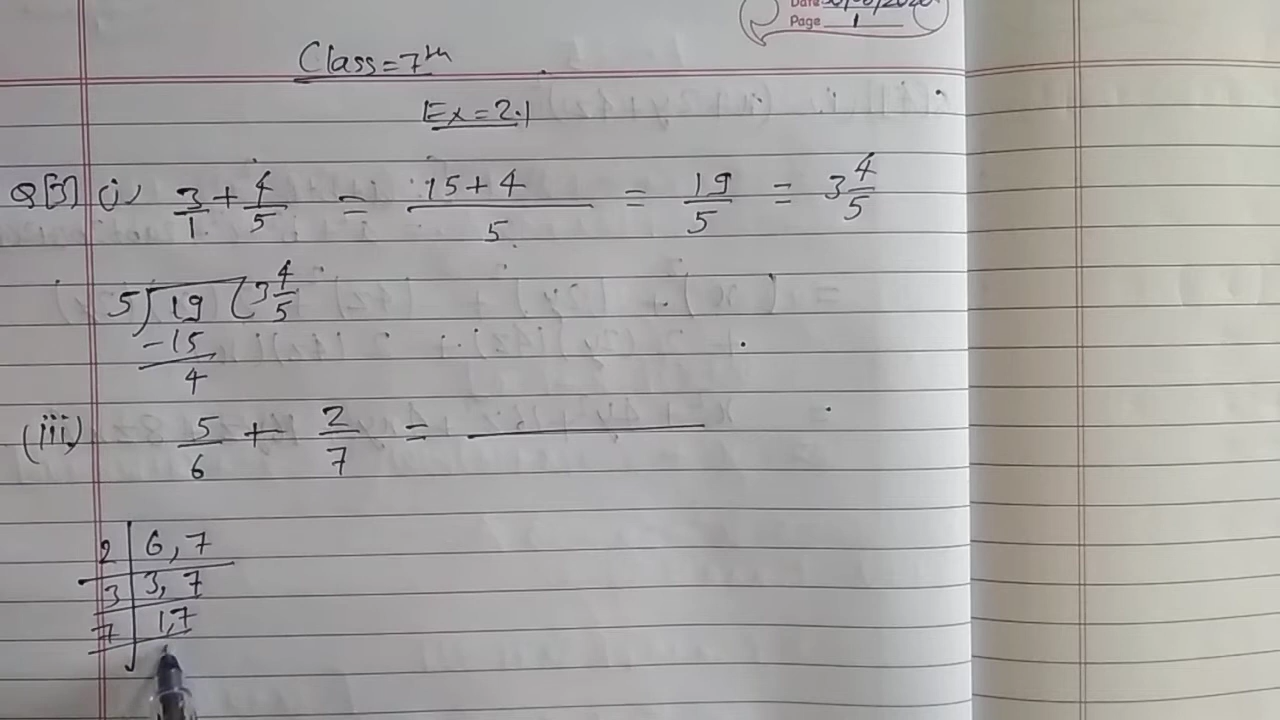 Date
Page 1
Class = 7th
Ex = 2.1
Q[3] (i) 3/1 + 4/5 = 15+4/5 = 19/5 = 3 4/5
5) 19 (3 4/5
-15
4
(iii) 5/6 + 2/7 =
2 | 6, 7
3 | 3, 7
7 | 1, 7